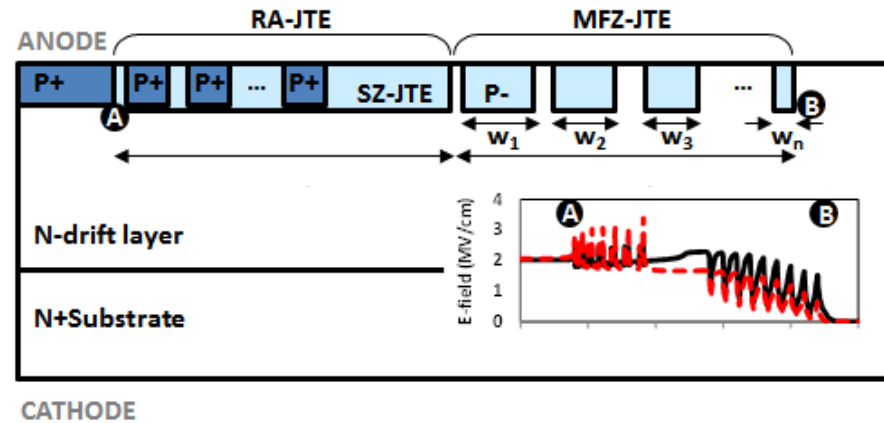 RA-JTE MFZ-JTE
ANODE
P+ P+ P+ ... P+ SZ-JTE P- ...
A B
w1 w2 w3 wn
N-drift layer
N+Substrate
E-field (MV/cm)
4
3
2
1
0
A B
CATHODE